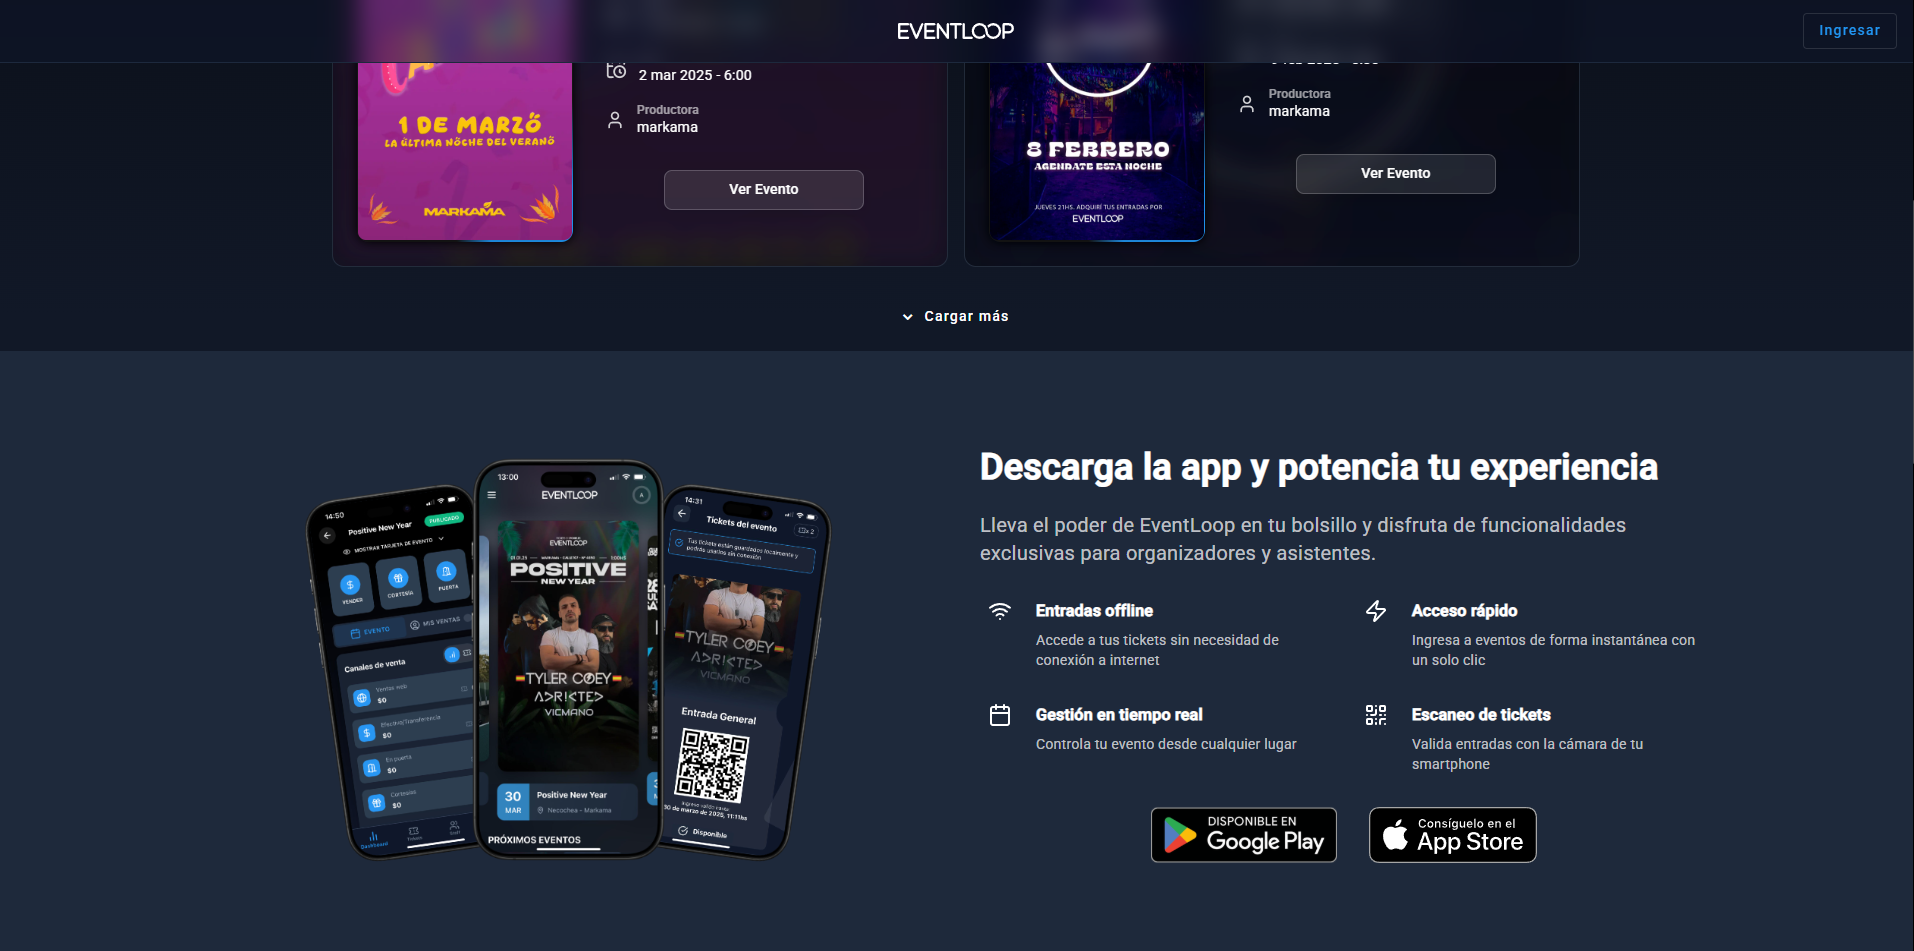 EVENTLOOP
Ingresar
2 mar 2025 - 6:00
Productora
markama
Ver Evento
1 DE MARZO
LA ÚLTIMA NOCHE DEL VERANO
MARKAMA
Productora
markama
Ver Evento
8 FEBRERO
AGENDATE ESTA NOCHE
JUEVES 21HS. ADQUIRÍ TUS ENTRADAS POR
EVENTLOOP
Cargar más
14:50
Positive New Year
PUBLICADO
MOSTRAR TARJETA DE EVENTO
VENDER
CORTESÍA
PUERTA
EVENTO
MIS VENTAS
Canales de venta
Ventas web
$0
Efectivo/Transferencia
$0
En puerta
$0
Cortesías
$0
Dashboard
Tickets
Staff
13:00
EVENTLOOP
A
EVENTLOOP
POSITIVE
NEW YEAR
TYLER COEY
ADRICTED
VICMANO
30
MAR
Positive New Year
Necochea - Markama
PRÓXIMOS EVENTOS
14:31
Tickets del evento
x 2
Tus tickets están guardados localmente y
podrás usarlos sin conexión
TYLER COEY
ADRICTED
VICMANO
Entrada General
Ingreso valido hasta:
30 de marzo de 2025, 11:11hs
Disponible
Descarga la app y potencia tu experiencia
Lleva el poder de EventLoop en tu bolsillo y disfruta de funcionalidades
exclusivas para organizadores y asistentes.
Entradas offline
Accede a tus tickets sin necesidad de
conexión a internet
Acceso rápido
Ingresa a eventos de forma instantánea con
un solo clic
Gestión en tiempo real
Controla tu evento desde cualquier lugar
Escaneo de tickets
Valida entradas con la cámara de tu
smartphone
DISPONIBLE EN
Google Play
Consíguelo en el
App Store